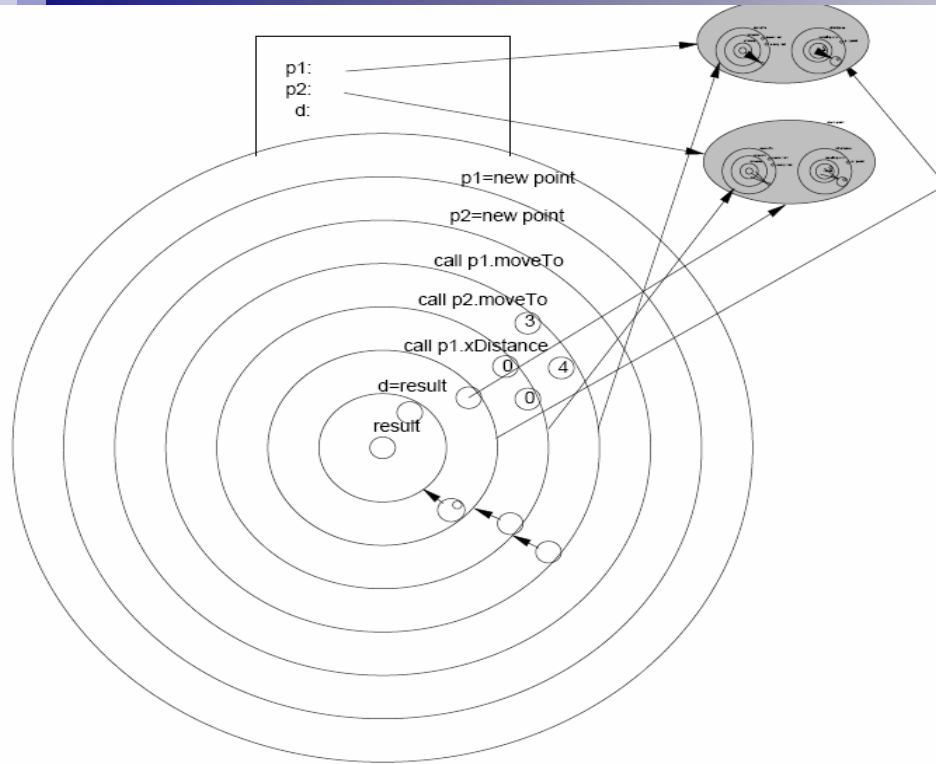 p1:
p2:
d:
p1=new point
p2=new point
call p1.moveTo
call p2.moveTo
3
call p1.xDistance
0
4
d=result
0
result